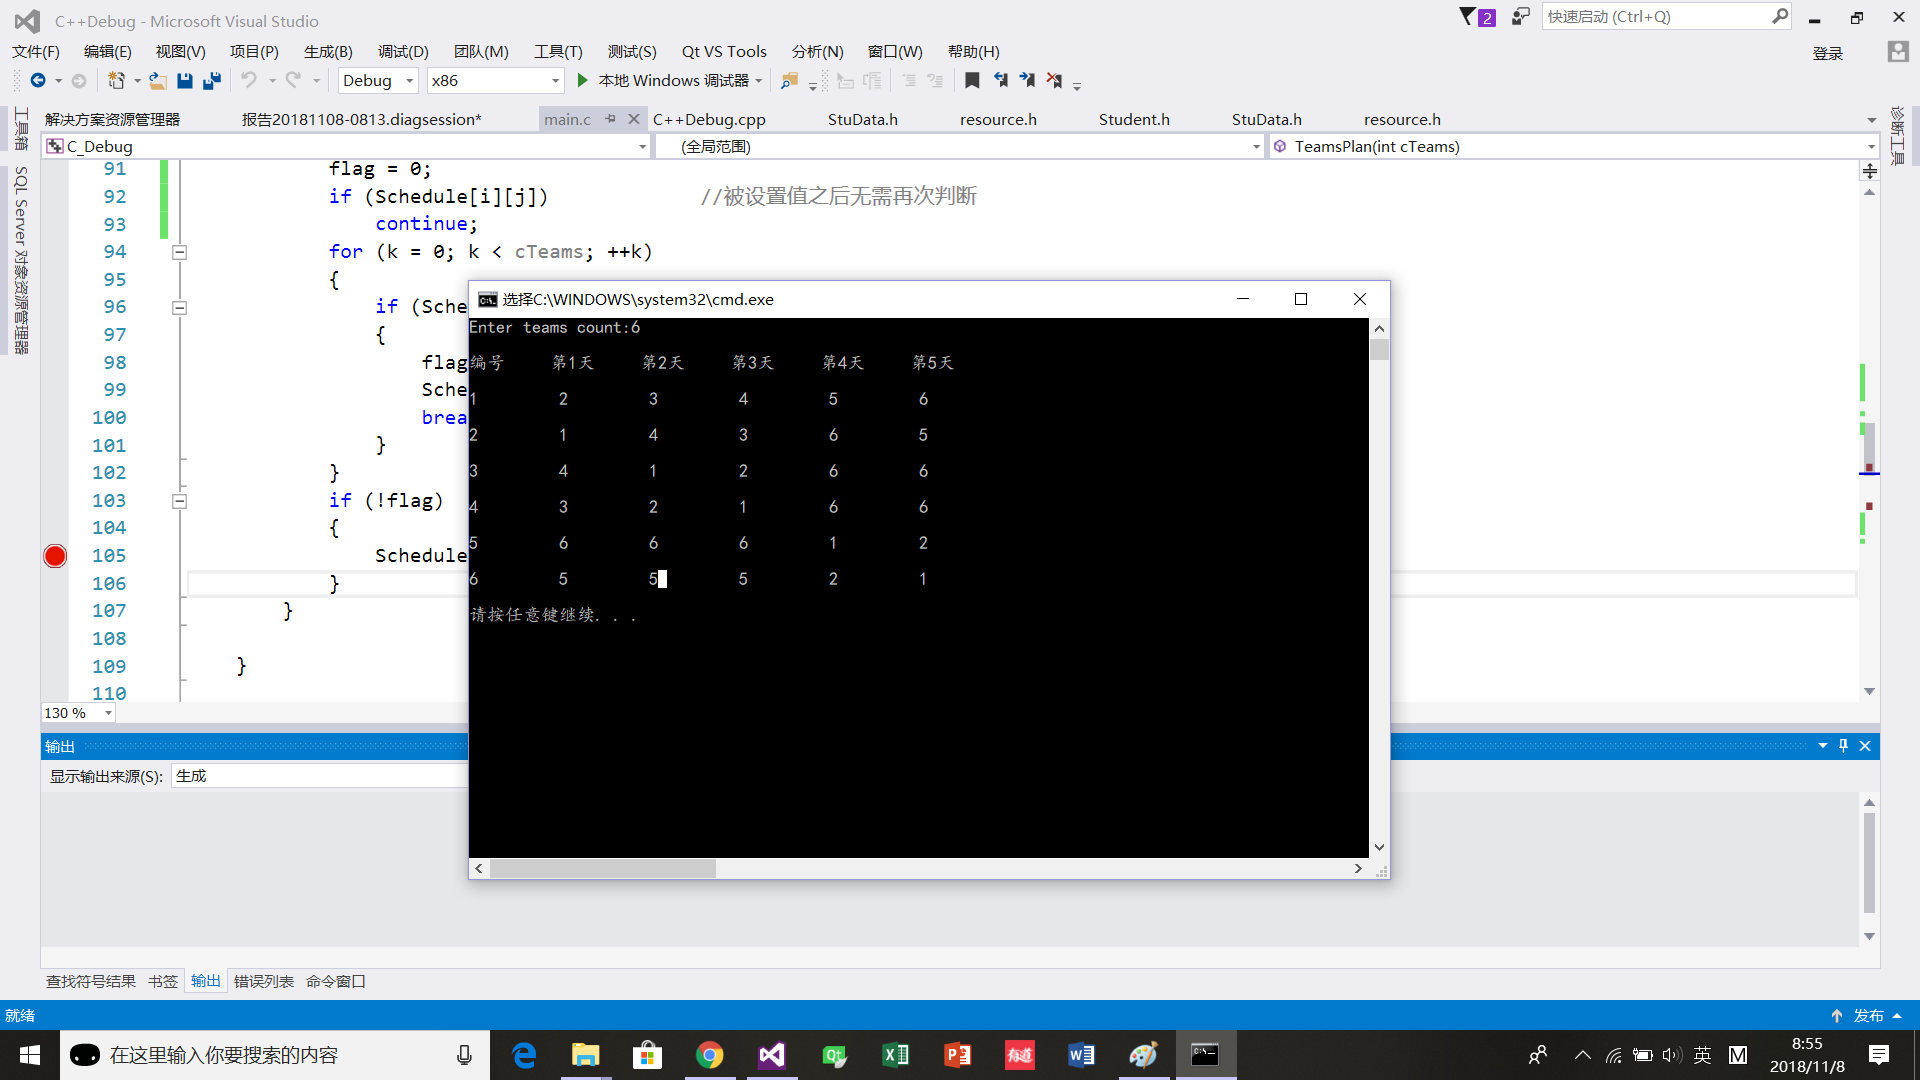 C++Debug - Microsoft Visual Studio
2
快速启动 (Ctrl+Q)
文件(F) 编辑(E) 视图(V) 项目(P) 生成(B) 调试(D) 团队(M) 工具(T) 测试(S) Qt VS Tools 分析(N) 窗口(W) 帮助(H)
登录
Debug x86 本地 Windows 调试器
工具箱
SQL Server 对象资源管理器
诊断工具
解决方案资源管理器 报告20181108-0813.diagsession* main.c C++Debug.cpp StuData.h resource.h Student.h StuData.h resource.h
C_Debug (全局范围) TeamsPlan(int cTeams)
91 flag = 0;
92 if (Schedule[i][j]) //被设置值之后无需再次判断
93 continue;
94 for (k = 0; k < cTeams; ++k)
95 {
96 if (Sche
97 {
98 flag
99 Sche
100 brea
101 }
102 }
103 if (!flag)
104 {
105 Schedule
106 }
107 }
108
109 }
110
选择C:\WINDOWS\system32\cmd.exe
Enter teams count:6
编号 第1天 第2天 第3天 第4天 第5天
1 2 3 4 5 6
2 1 4 3 6 5
3 4 1 2 6 6
4 3 2 1 6 6
5 6 6 6 1 2
6 5 5 5 2 1
请按任意键继续. . .
130 %
输出
显示输出来源(S): 生成
查找符号结果 书签 输出 错误列表 命令窗口
就绪
发布
在这里输入你要搜索的内容
英 M
8:55
2018/11/8